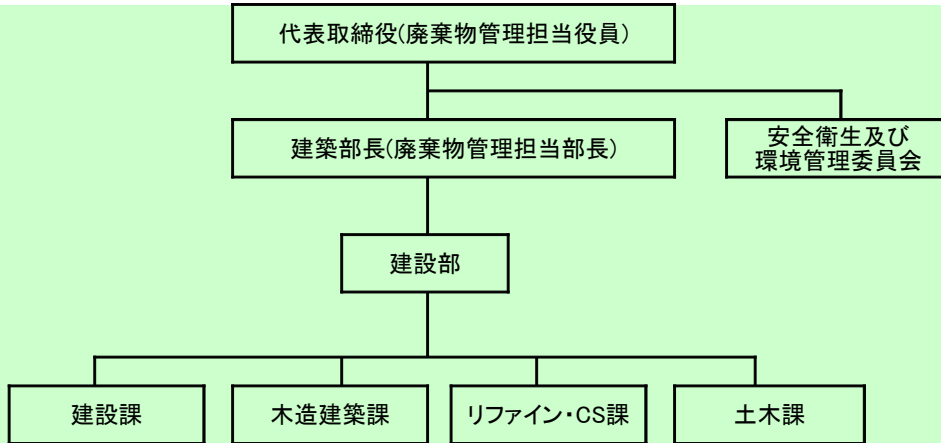 代表取締役(廃棄物管理担当役員)
建築部長(廃棄物管理担当部長)
安全衛生及び
環境管理委員会
建設部
建設課
木造建築課
リファイン・CS課
土木課